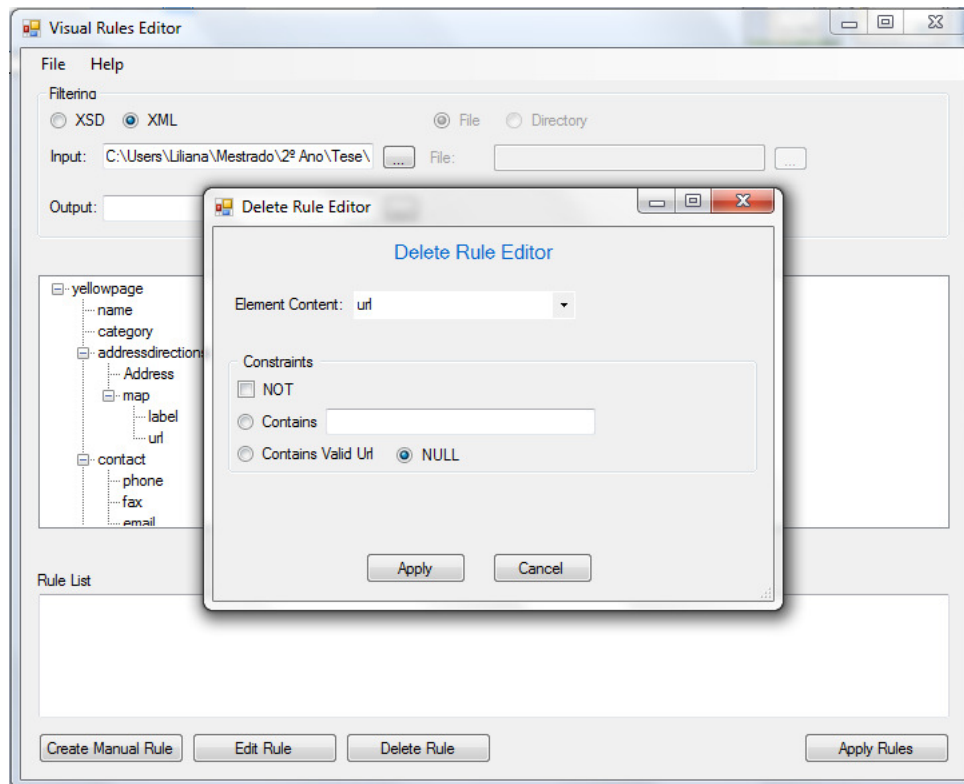 Visual Rules Editor
File Help
Filtering
XSD XML File Directory
Input: C:\Users\Liliana\Mestrado\2º Ano\Tese\ ... File: ...
Output:
Delete Rule Editor
Delete Rule Editor
Element Content: url
Constraints
NOT
Contains
Contains Valid Url NULL
Apply Cancel
yellowpage
name
category
addressdirections
Address
map
label
url
contact
phone
fax
email
Rule List
Create Manual Rule Edit Rule Delete Rule Apply Rules